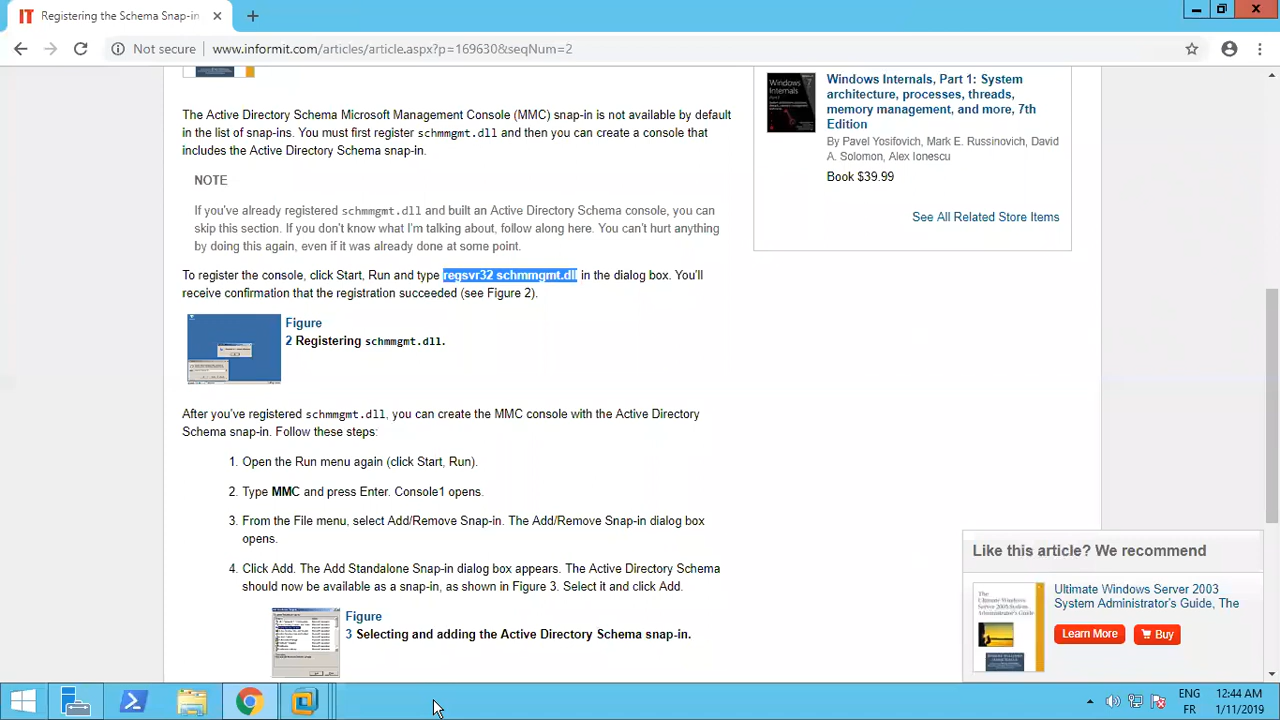 Registering the Schema Snap-in
Not secure
www.informit.com/articles/article.aspx?p=169630&seqNum=2
The Active Directory Schema Microsoft Management Console (MMC) snap-in is not available by default
in the list of snap-ins. You must first register schmmgmt.dll and then you can create a console that
includes the Active Directory Schema snap-in.
NOTE
If you've already registered schmmgmt.dll and built an Active Directory Schema console, you can
skip this section. If you don't know what I'm talking about, follow along here. You can't hurt anything
by doing this again, even if it was already done at some point.
To register the console, click Start, Run and type regsvr32 schmmgmt.dll in the dialog box. You'll
receive confirmation that the registration succeeded (see Figure 2).
Figure
2 Registering schmmgmt.dll.
After you've registered schmmgmt.dll, you can create the MMC console with the Active Directory
Schema snap-in. Follow these steps:
1. Open the Run menu again (click Start, Run).
2. Type MMC and press Enter. Console1 opens.
3. From the File menu, select Add/Remove Snap-in. The Add/Remove Snap-in dialog box
opens.
4. Click Add. The Add Standalone Snap-in dialog box appears. The Active Directory Schema
should now be available as a snap-in, as shown in Figure 3. Select it and click Add.
Figure
3 Selecting and adding the Active Directory Schema snap-in.
Windows Internals, Part 1: System
architecture, processes, threads,
memory management, and more, 7th
Edition
By Pavel Yosifovich, Mark E. Russinovich, David
A. Solomon, Alex Ionescu
Book $39.99
See All Related Store Items
Like this article? We recommend
Ultimate Windows Server 2003
System Administrator's Guide, The
Learn More
Buy
ENG
FR
12:44 AM
1/11/2019